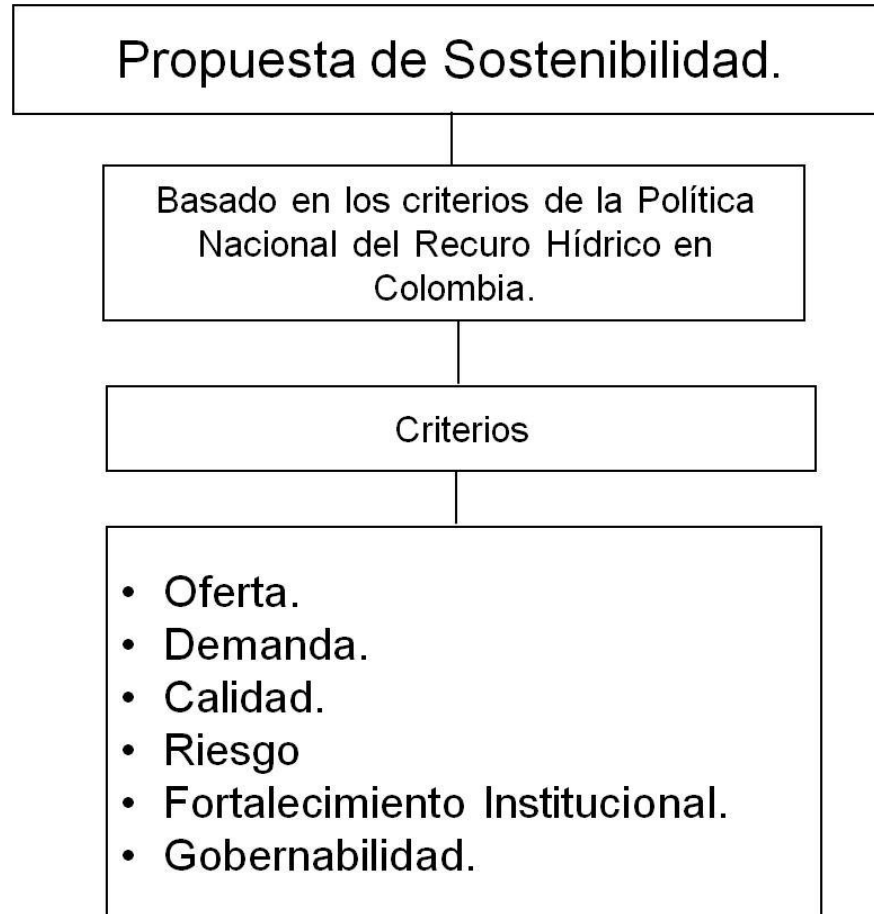 Propuesta de Sostenibilidad.
Basado en los criterios de la Política
Nacional del Recuro Hídrico en
Colombia.
Criterios
• Oferta.
• Demanda.
• Calidad.
• Riesgo
• Fortalecimiento Institucional.
• Gobernabilidad.